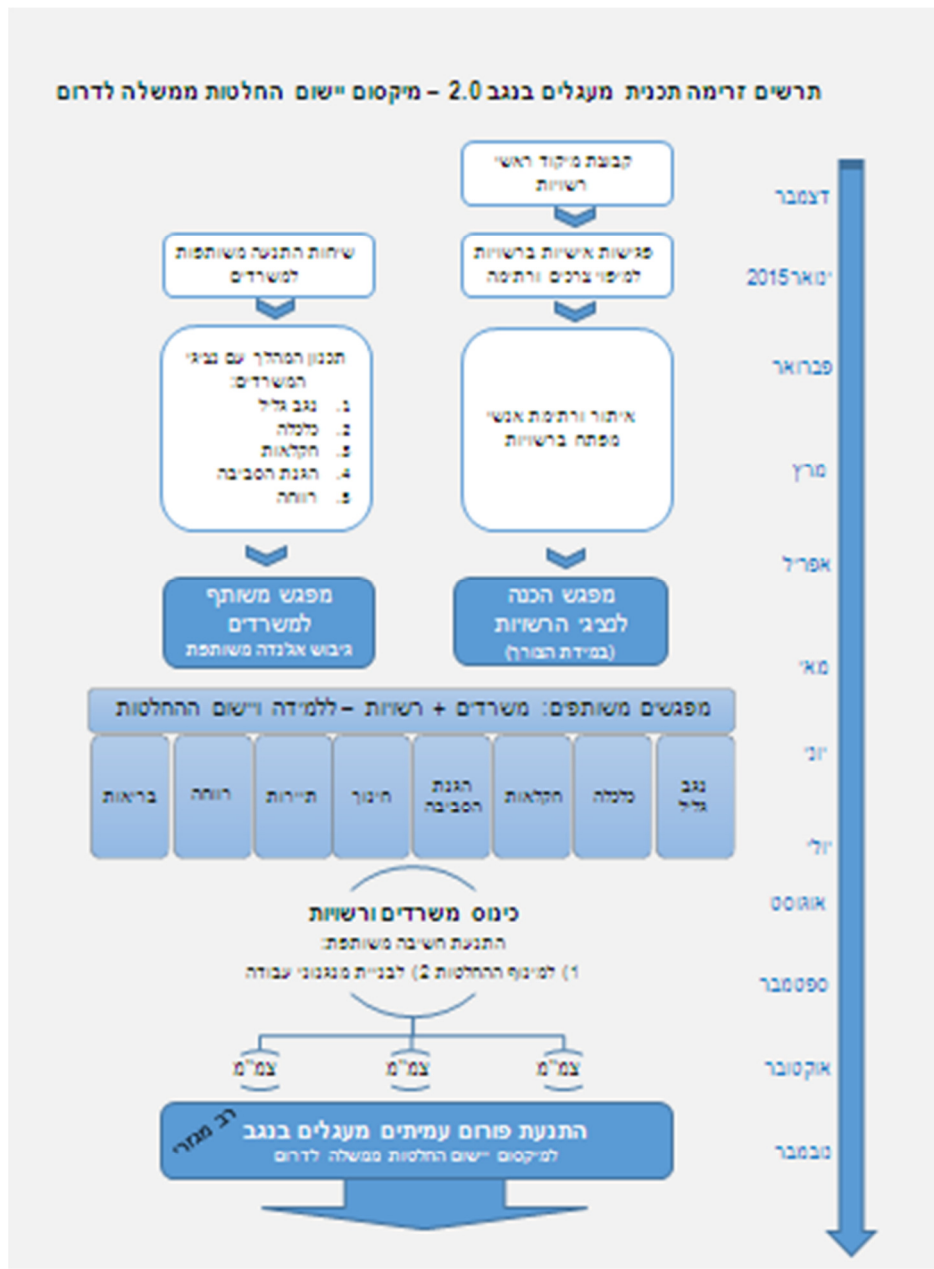 תרשים זרימה תכנית מעגלים בנגב 2.0 – מיקסום יישום החלטות ממשלה לדרום
דצמבר
ינואר 2015
פברואר
מרץ
אפריל
מאי
יוני
יולי
אוגוסט
ספטמבר
אוקטובר
נובמבר
קבוצת מיקוד ראשי
רשויות
פגישות אישיות ברשויות
למיפוי צרכים ורתימה
איתור ורתימת אנשי
מפתח ברשויות
מפגש הכנה
לנציגי הרשויות
(במידת הצורך)
שיחות התנעה משותפות
למשרדים
תכנון המהלך עם נציגי
המשרדים:
1. נגב גליל
2. כלכלה
3. חקלאות
4. הגנת הסביבה
5. רווחה
מפגש משותף
למשרדים
גיבוש אג'נדה משותפת
מפגשים משותפים: משרדים + רשויות – ללמידה ויישום ההחלטות
נגב
גליל
כלכלה
חקלאות
הגנת
הסביבה
חינוך
תיירות
רווחה
בריאות
כינוס משרדים ורשויות
התנעת חשיבה משותפת:
1) למינוף ההחלטות 2) לבניית מנגנוני עבודה
צמ"מ
צמ"מ
צמ"מ
התנעת פורום עמיתים מעגלים בנגב
למיקסום יישום החלטות ממשלה לדרום
רב מגזרי